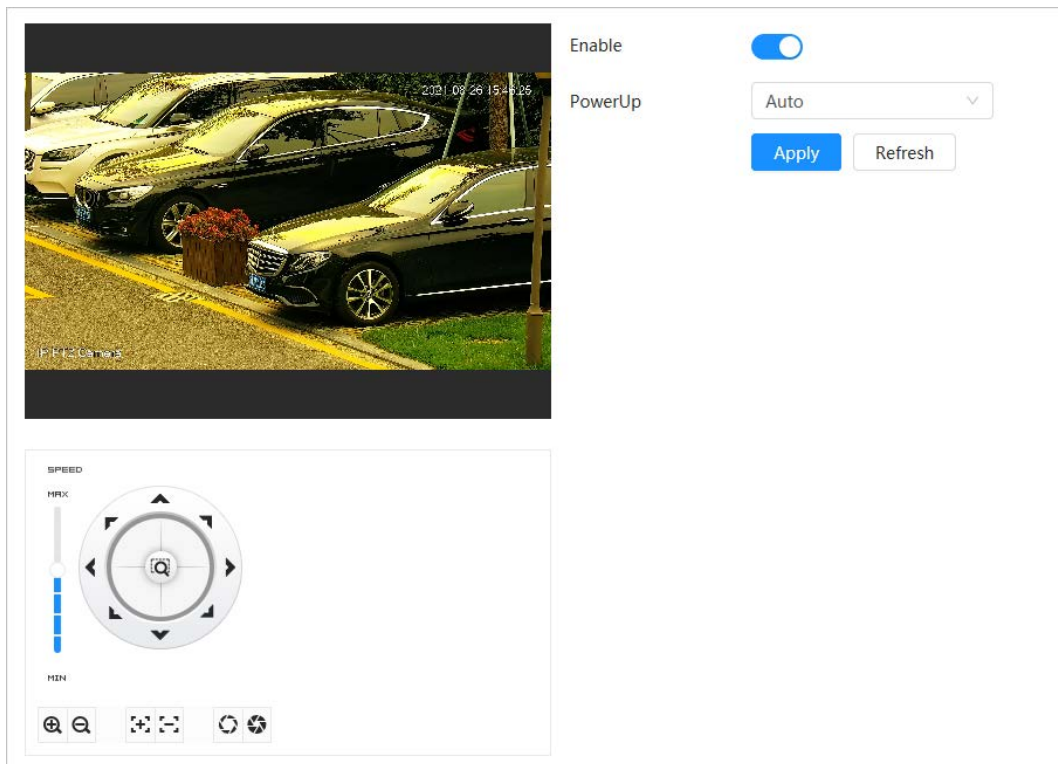 Enable
PowerUp
Auto
Apply
Refresh
2021-08-26 15:46:25
IP PTZ Camera
SPEED
MAX
MIN